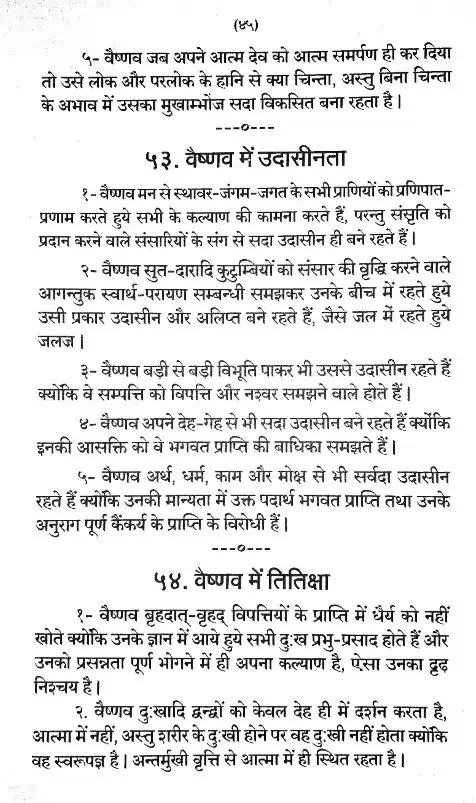 (४५)
५- वैष्णव जब अपने आत्म देव को आत्म समर्पण ही कर दिया
तो उसे लोक और परलोक के हानि से क्या चिन्ता, अस्तु बिना चिन्ता
के अभाव में उसका मुखाम्भोज सदा विकसित बना रहता है।
---०---
५३. वैष्णव में उदासीनता
१- वैष्णव मन से स्थावर-जंगम-जगत के सभी प्राणियों को प्रणिपात-
प्रणाम करते हुये सभी के कल्याण की कामना करते हैं, परन्तु संसृति को
प्रदान करने वाले संसारियों के संग से सदा उदासीन ही बने रहते हैं।
२- वैष्णव सुत-दारादि कुटुम्बियों को संसार की वृद्धि करने वाले
आगन्तुक स्वार्थ-परायण सम्बन्धी समझकर उनके बीच में रहते हुये
उसी प्रकार उदासीन और अलिप्त बने रहते हैं, जैसे जल में रहते हुये
जलज।
३- वैष्णव बड़ी से बड़ी विभूति पाकर भी उससे उदासीन रहते हैं
क्योंकि वे सम्पत्ति को विपत्ति और नश्वर समझने वाले होते हैं।
४- वैष्णव अपने देह-गेह से भी सदा उदासीन बने रहते हैं क्योंकि
इनकी आसक्ति को वे भगवत प्राप्ति की बाधिका समझते हैं।
५- वैष्णव अर्थ, धर्म, काम और मोक्ष से भी सर्वदा उदासीन
रहते हैं क्योंकि उनकी मान्यता में उक्त पदार्थ भगवत प्राप्ति तथा उनके
अनुराग पूर्ण कैंकर्य के प्राप्ति के विरोधी हैं।
---०---
५४. वैष्णव में तितिक्षा
१- वैष्णव बृहदात्-वृहद् विपत्तियों के प्राप्ति में धैर्य को नहीं
खोते क्योंकि उनके ज्ञान में आये हुये सभी दुःख प्रभु-प्रसाद होते हैं और
उनको प्रसन्नता पूर्ण भोगने में ही अपना कल्याण है, ऐसा उनका दृढ़
निश्चय है।
२. वैष्णव दुःखादि द्वन्द्वों को केवल देह ही में दर्शन करता है,
आत्मा में नहीं, अस्तु शरीर के दुःखी होने पर वह दुःखी नहीं होता क्योंकि
वह स्वरूपज्ञ है। अन्तर्मुखी वृत्ति से आत्मा में ही स्थित रहता है।